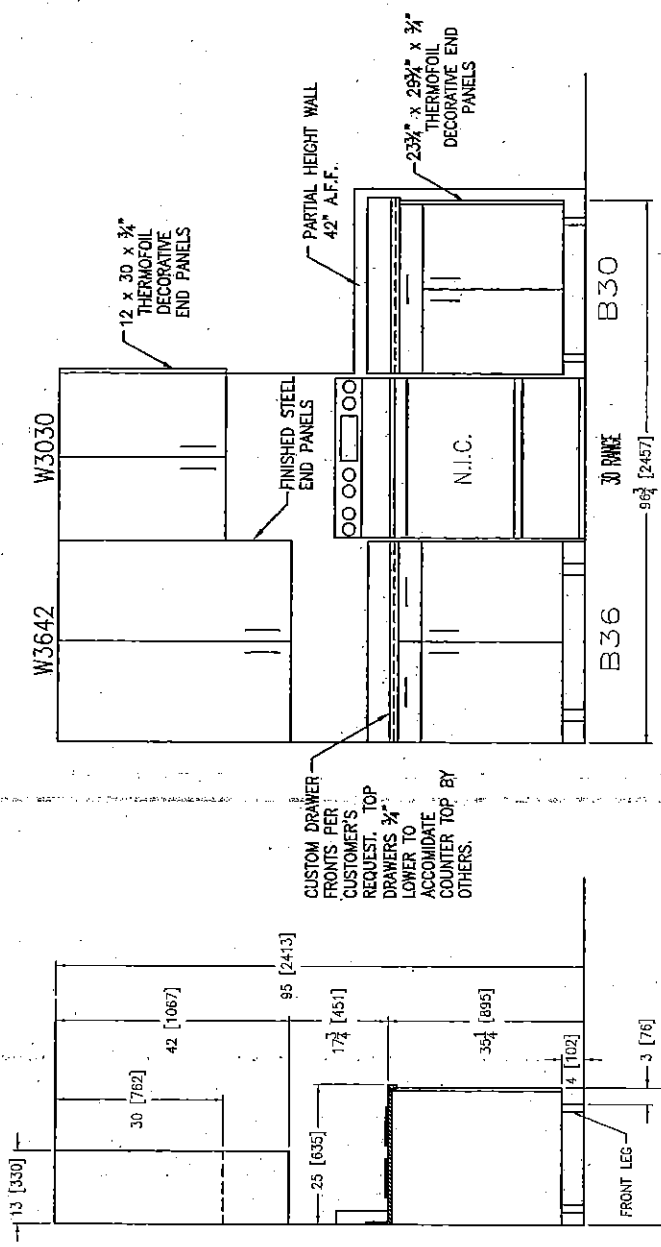 13 [330]
30 [762]
42 [1067]
95 [2413]
25 [635]
17¾ [451]
35¼ [895]
4 [102]
3 [76]
FRONT LEG
W3642
W3030
12 x 30 x ¾"
THERMOFOIL
DECORATIVE
END PANELS
FINISHED STEEL
END PANELS
CUSTOM DRAWER
FRONTS PER
CUSTOMER'S
REQUEST. TOP
DRAWERS ¾"
LOWER TO
ACCOMIDATE
COUNTER TOP BY
OTHERS.
PARTIAL HEIGHT WALL
42" A.F.F.
23¾" x 29¾" x ¾"
THERMOFOIL
DECORATIVE END
PANELS
N.I.C.
B36
30 RANGE
B30
96¾ [2457]